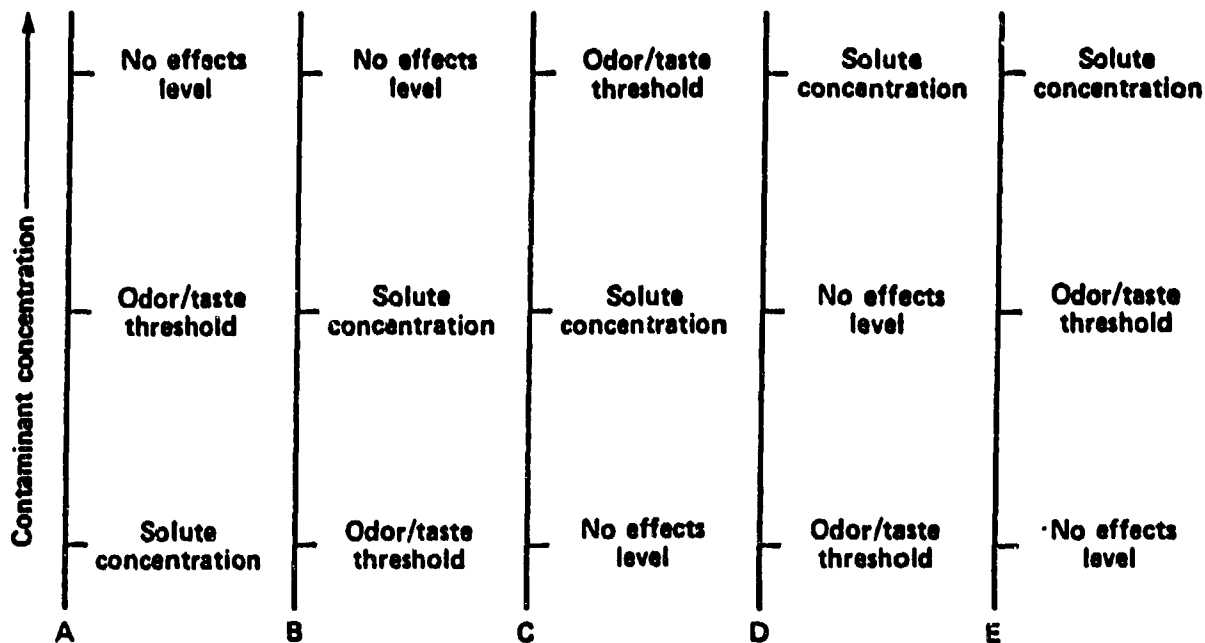 Contaminant concentration
No effects
level
No effects
level
Odor/taste
threshold
Solute
concentration
Solute
concentration
Odor/taste
threshold
Solute
concentration
Solute
concentration
No effects
level
Odor/taste
threshold
Solute
concentration
Odor/taste
threshold
No effects
level
Odor/taste
threshold
No effects
level
A
B
C
D
E